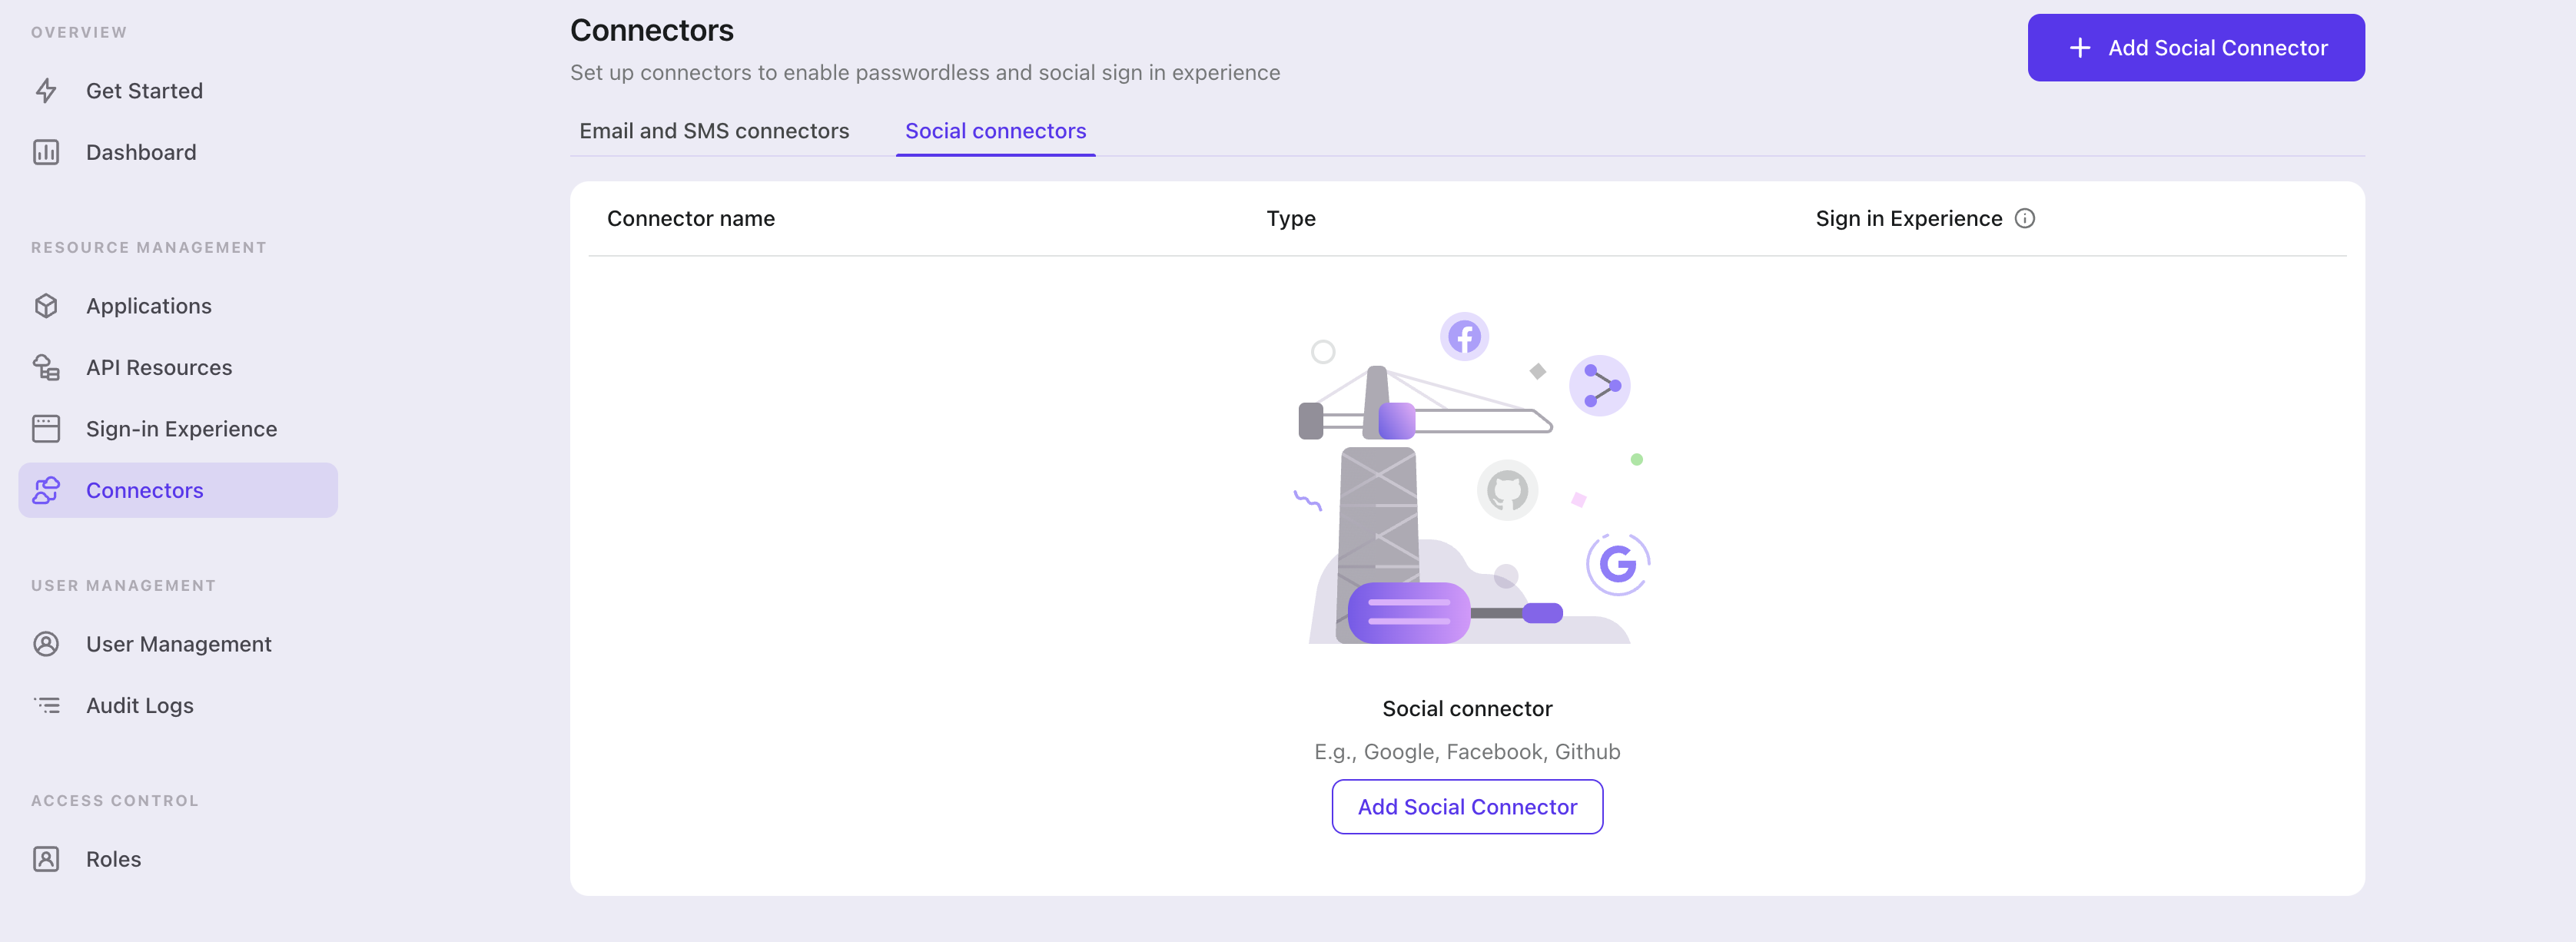 OVERVIEW
Get Started
Dashboard
RESOURCE MANAGEMENT
Applications
API Resources
Sign-in Experience
Connectors
USER MANAGEMENT
User Management
Audit Logs
ACCESS CONTROL
Roles
Connectors
Set up connectors to enable passwordless and social sign in experience
Add Social Connector
Email and SMS connectors
Social connectors
Connector name
Type
Sign in Experience
Social connector
E.g., Google, Facebook, Github
Add Social Connector